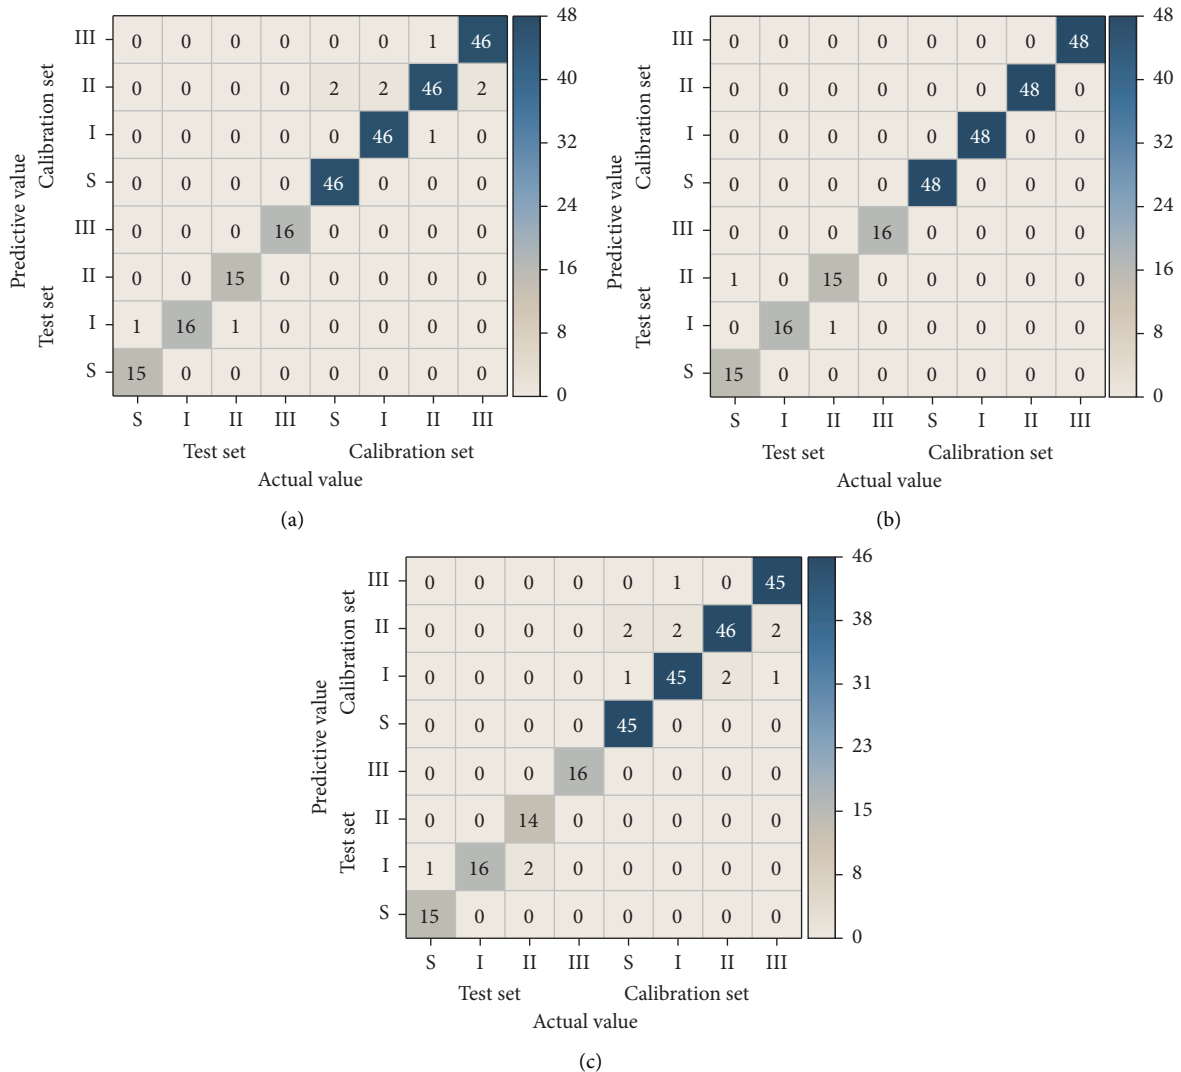 III 0 0 0 0 0 0 1 46
II 0 0 0 0 2 2 46 2
I 0 0 0 0 0 46 1 0
S 0 0 0 0 46 0 0 0
III 0 0 0 16 0 0 0 0
II 0 0 15 0 0 0 0 0
I 1 16 1 0 0 0 0 0
S 15 0 0 0 0 0 0 0
S I II III S I II III
Test set Calibration set
Actual value
Predictive value
Test set Calibration set
48
40
32
24
16
8
0
(a)
III 0 0 0 0 0 0 0 48
II 0 0 0 0 0 0 48 0
I 0 0 0 0 0 48 0 0
S 0 0 0 0 48 0 0 0
III 0 0 0 16 0 0 0 0
II 1 0 15 0 0 0 0 0
I 0 16 1 0 0 0 0 0
S 15 0 0 0 0 0 0 0
S I II III S I II III
Test set Calibration set
Actual value
Predictive value
Test set Calibration set
48
40
32
24
16
8
0
(b)
III 0 0 0 0 0 1 0 45
II 0 0 0 0 2 2 46 2
I 0 0 0 0 1 45 2 1
S 0 0 0 0 45 0 0 0
III 0 0 0 16 0 0 0 0
II 0 0 14 0 0 0 0 0
I 1 16 2 0 0 0 0 0
S 15 0 0 0 0 0 0 0
S I II III S I II III
Test set Calibration set
Actual value
Predictive value
Test set Calibration set
46
38
31
23
15
8
0
(c)